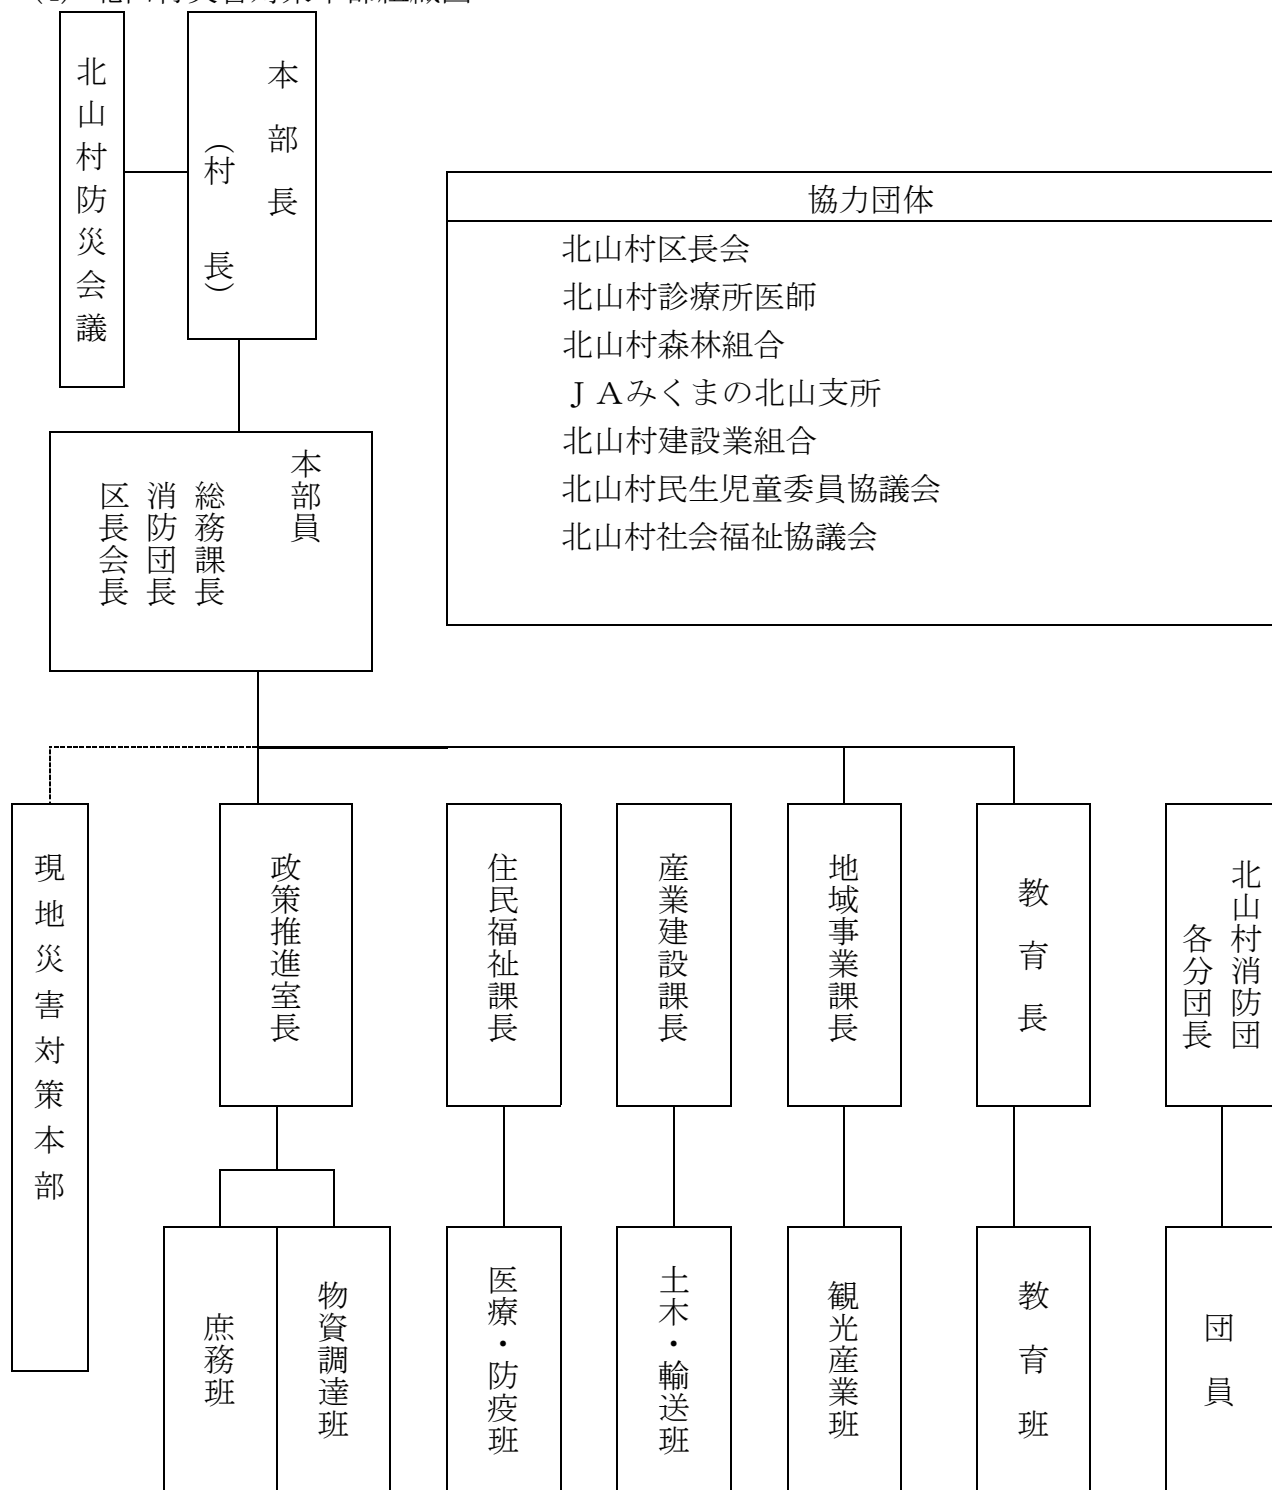 北山村防災会議
本部長
（村　長）
協力団体
北山村区長会
北山村診療所医師
北山村森林組合
ＪＡみくまの北山支所
北山村建設業組合
北山村民生児童委員協議会
北山村社会福祉協議会
本部員
総務課長
消防団長
区長会長
現地災害対策本部
政策推進室長
住民福祉課長
産業建設課長
地域事業課長
教育長
北山村消防団
各分団長
庶務班
物資調達班
医療・防疫班
土木・輸送班
観光産業班
教育班
団員